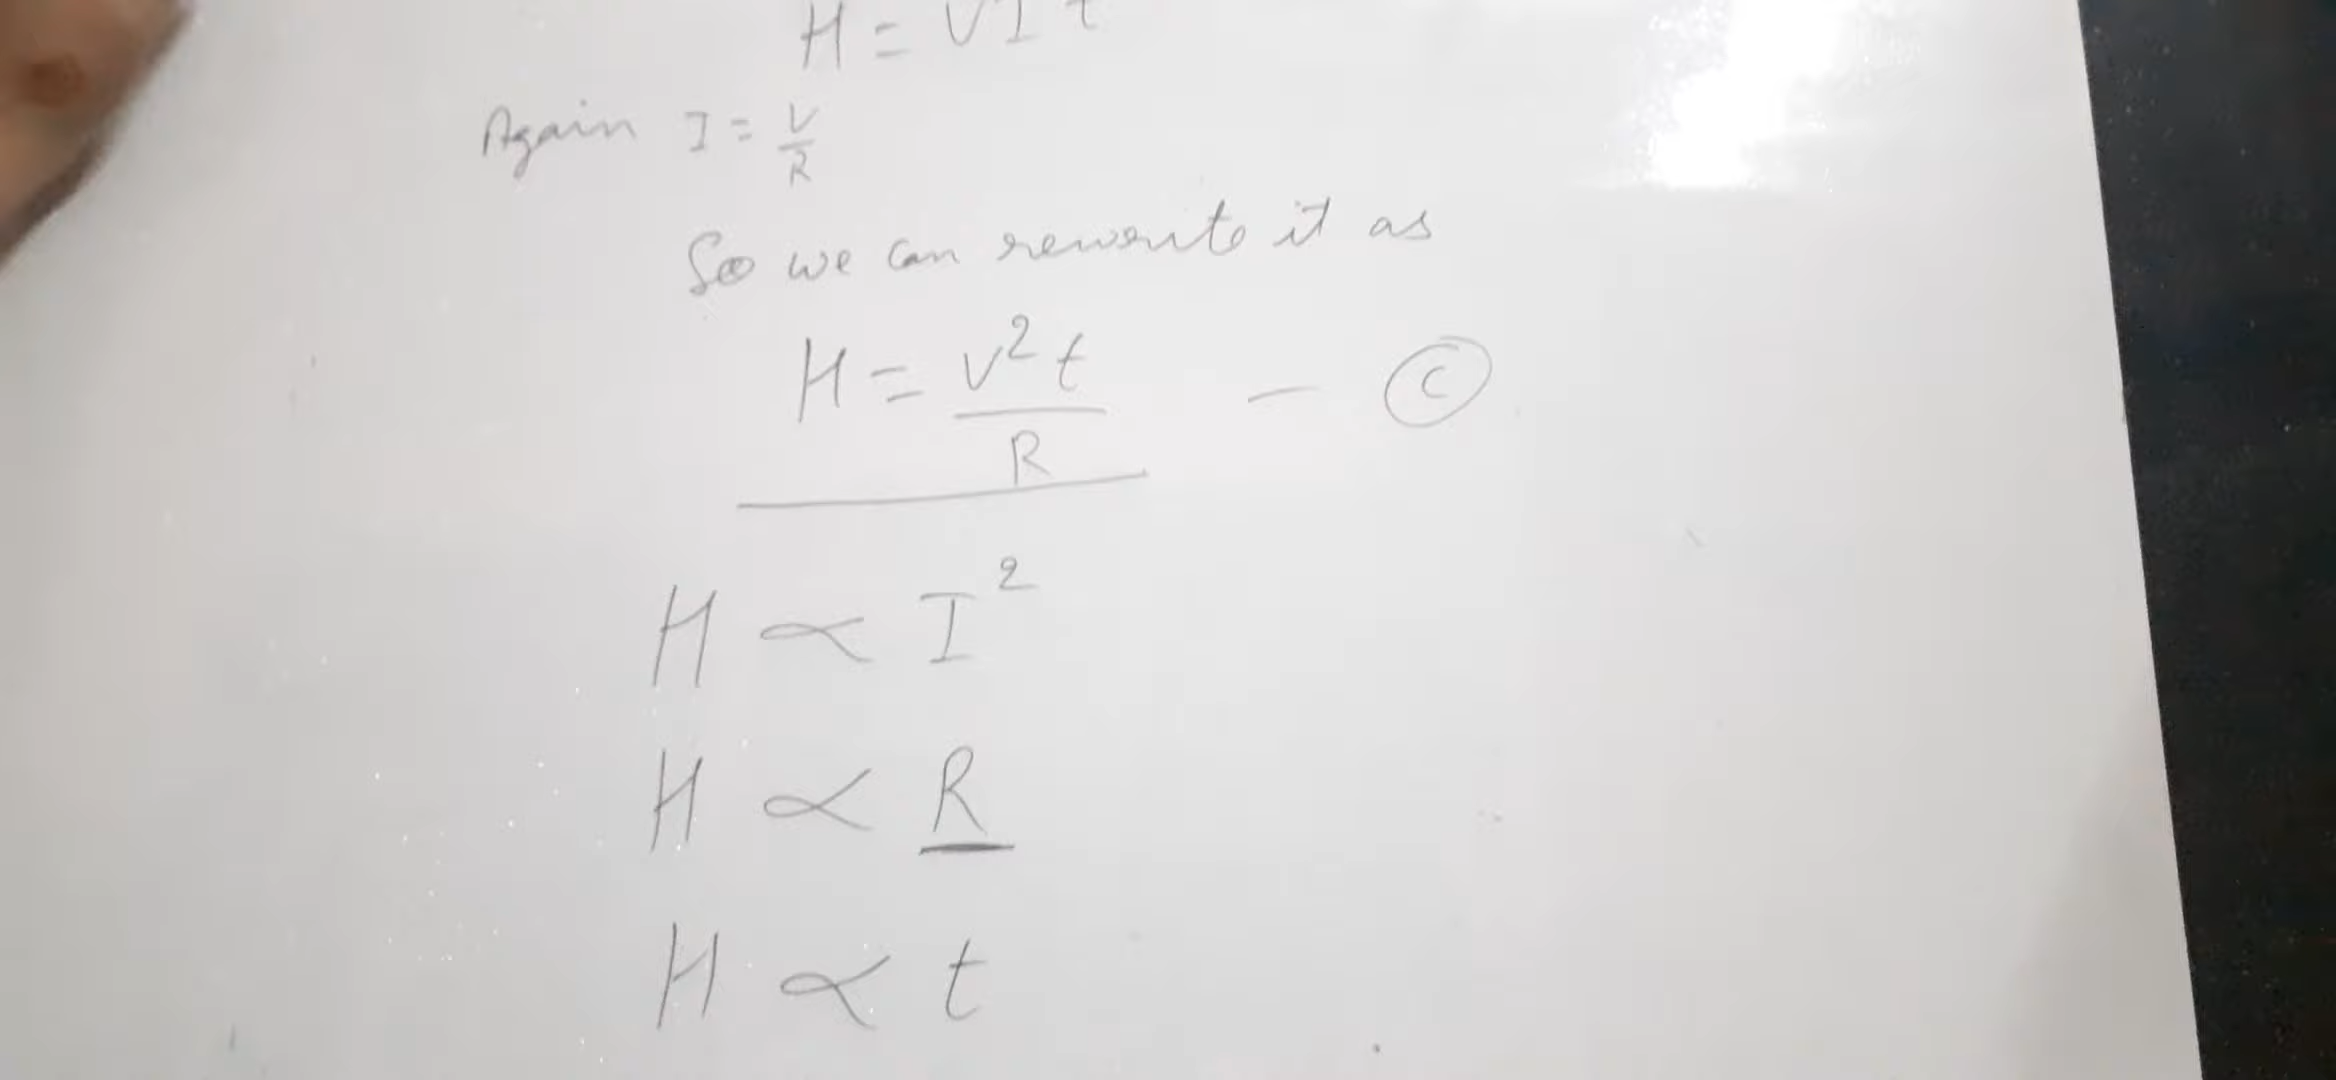 H = VIt
Again I = V/R
So we can rewrite it as
H = V²t/R — (C)
H ∝ I²
H ∝ R
H ∝ t